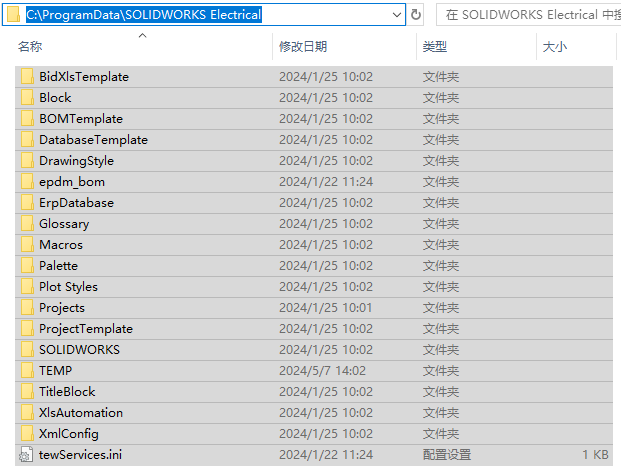 C:\ProgramData\SOLIDWORKS Electrical 在 SOLIDWORKS Electrical 中
名称 修改日期 类型 大小
BidXlsTemplate 2024/1/25 10:02 文件夹
Block 2024/1/25 10:02 文件夹
BOMTemplate 2024/1/25 10:02 文件夹
DatabaseTemplate 2024/1/25 10:02 文件夹
DrawingStyle 2024/1/25 10:02 文件夹
epdm_bom 2024/1/22 11:24 文件夹
ErpDatabase 2024/1/25 10:02 文件夹
Glossary 2024/1/25 10:02 文件夹
Macros 2024/1/25 10:02 文件夹
Palette 2024/1/25 10:02 文件夹
Plot Styles 2024/1/25 10:02 文件夹
Projects 2024/1/25 10:01 文件夹
ProjectTemplate 2024/1/25 10:02 文件夹
SOLIDWORKS 2024/1/25 10:02 文件夹
TEMP 2024/5/7 14:02 文件夹
TitleBlock 2024/1/25 10:02 文件夹
XlsAutomation 2024/1/25 10:02 文件夹
XmlConfig 2024/1/25 10:02 文件夹
tewServices.ini 2024/1/22 11:24 配置设置 1 KB